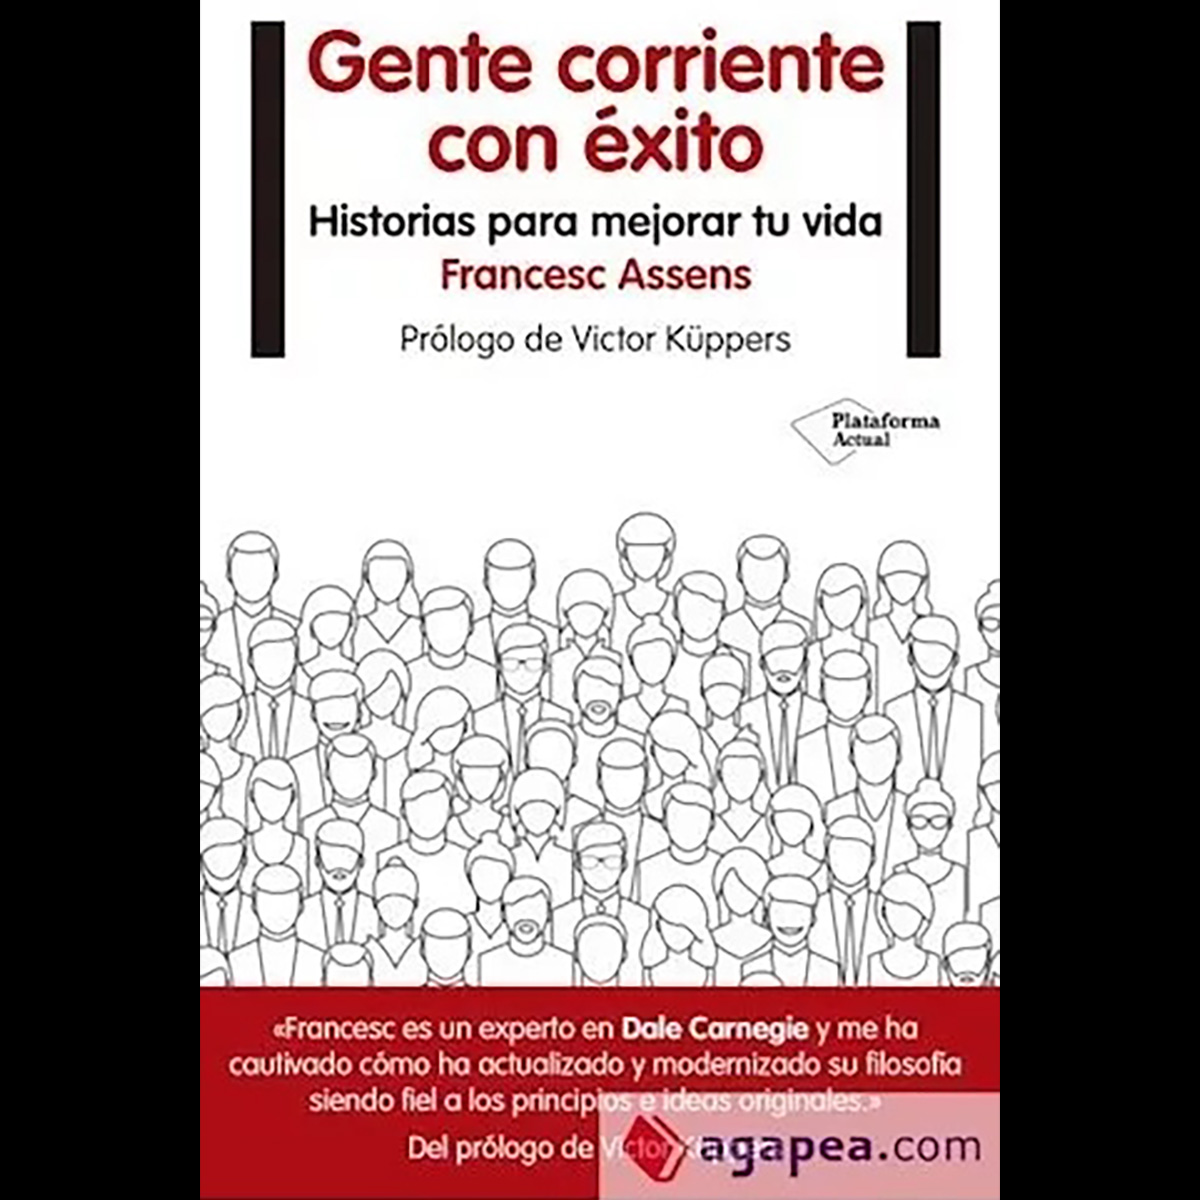 Gente corriente
con éxito
Historias para mejorar tu vida
Francesc Assens
Prólogo de Victor Küppers
Plataforma
Actual
«Francesc es un experto en Dale Carnegie y me ha
cautivado cómo ha actualizado y modernizado su filosofía
siendo fiel a los principios e ideas originales.»
Del prólogo de Victor Küppers
agapea.com